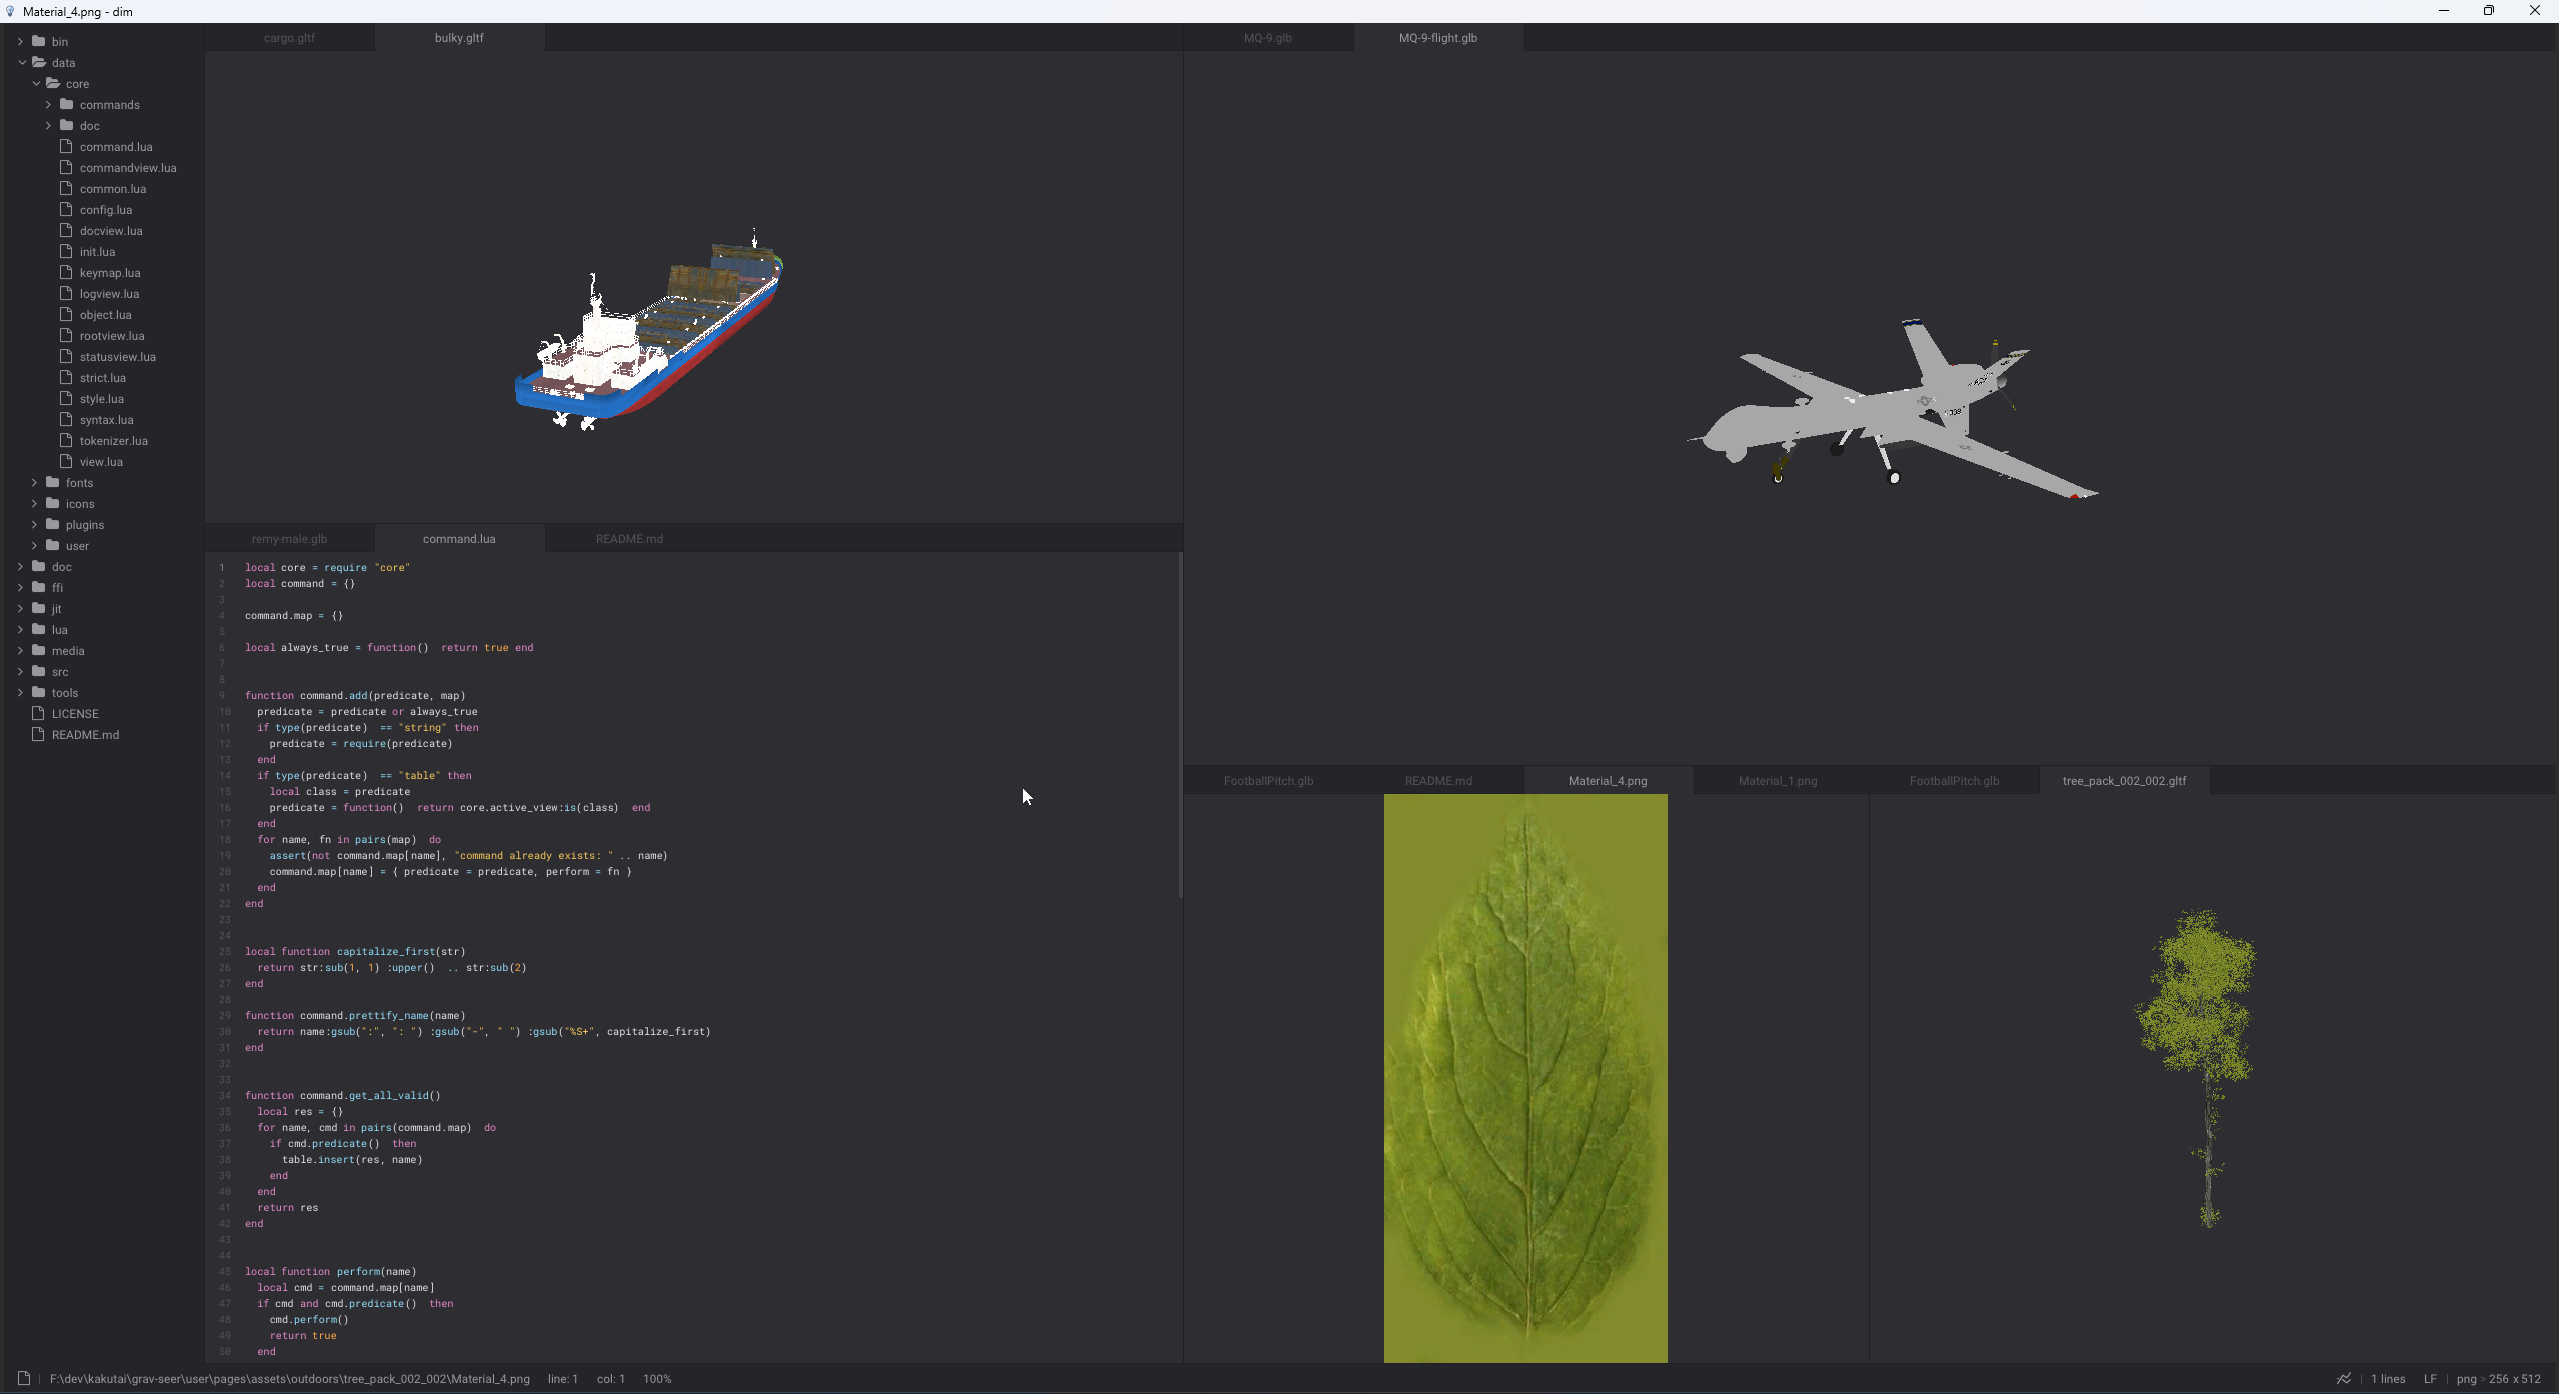 Material_4.png - dim
bin
data
core
commands
doc
command.lua
commandview.lua
common.lua
config.lua
docview.lua
init.lua
keymap.lua
logview.lua
object.lua
rootview.lua
statusview.lua
strict.lua
style.lua
syntax.lua
tokenizer.lua
view.lua
fonts
icons
plugins
user
doc
ffi
jit
lua
media
src
tools
LICENSE
README.md
cargo.gltf bulky.gltf
MQ-9.glb MQ-9-flight.glb
remy-male.glb command.lua README.md
1 local core = require "core"
2 local command = {}
3
4 command.map = {}
5
6 local always_true = function() return true end
7
8
9 function command.add(predicate, map)
10 predicate = predicate or always_true
11 if type(predicate) == "string" then
12 predicate = require(predicate)
13 end
14 if type(predicate) == "table" then
15 local class = predicate
16 predicate = function() return core.active_view:is(class) end
17 end
18 for name, fn in pairs(map) do
19 assert(not command.map[name], "command already exists: " .. name)
20 command.map[name] = { predicate = predicate, perform = fn }
21 end
22 end
23
24
25 local function capitalize_first(str)
26 return str:sub(1, 1) :upper() .. str:sub(2)
27 end
28
29 function command.prettify_name(name)
30 return name:gsub(":", ": ") :gsub("-", " ") :gsub("%S+", capitalize_first)
31 end
32
33
34 function command.get_all_valid()
35 local res = {}
36 for name, cmd in pairs(command.map) do
37 if cmd.predicate() then
38 table.insert(res, name)
39 end
40 end
41 return res
42 end
43
44
45 local function perform(name)
46 local cmd = command.map[name]
47 if cmd and cmd.predicate() then
48 cmd.perform()
49 return true
50 end
FootballPitch.glb README.md Material_4.png Material_1.png
FootballPitch.glb tree_pack_002_002.gltf
F:\dev\kakutai\grav-seer\user\pages\assets\outdoors\tree_pack_002_002\Material_4.png line: 1 col: 1 100%
1 lines LF png > 256 x 512